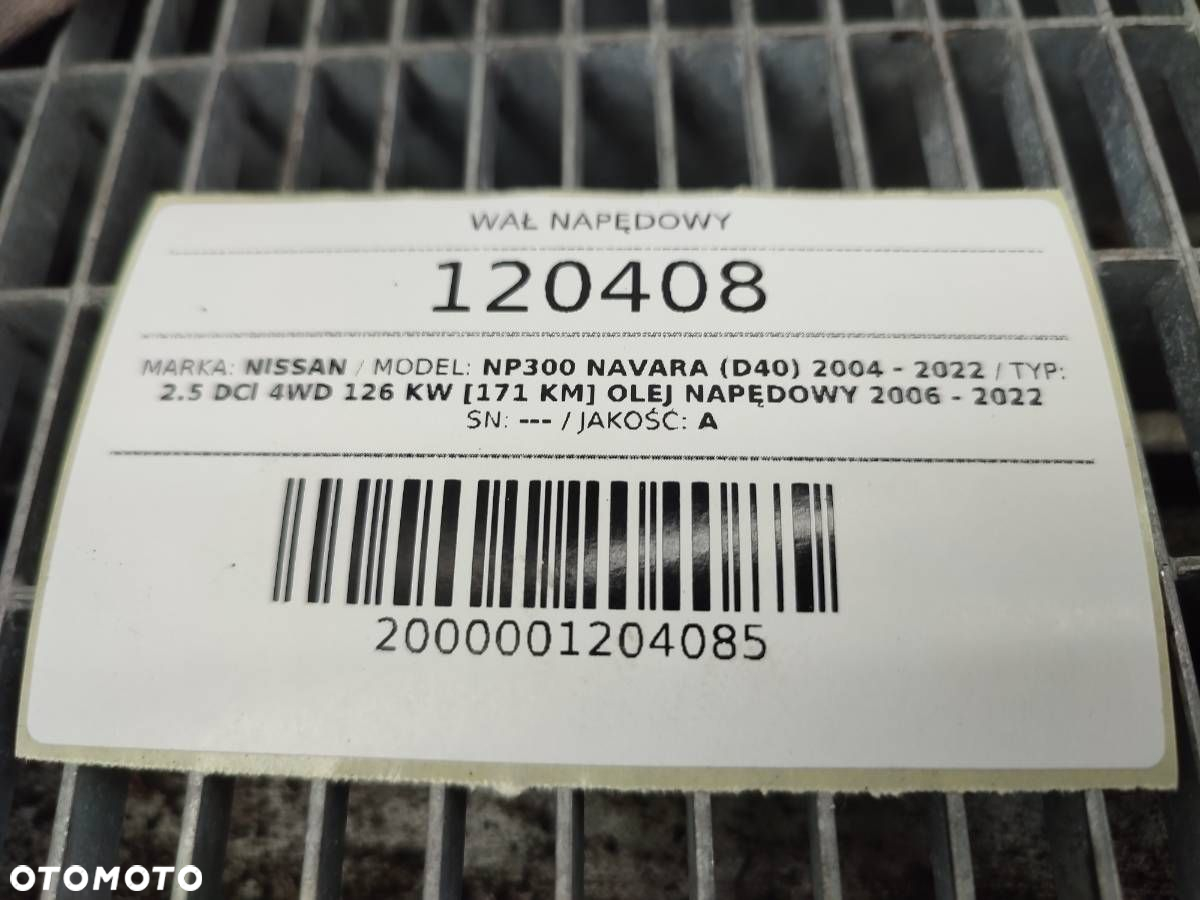 WAŁ NAPĘDOWY
120408
MARKA: NISSAN / MODEL: NP300 NAVARA (D40) 2004 - 2022 / TYP:
2.5 DCI 4WD 126 KW [171 KM] OLEJ NAPĘDOWY 2006 - 2022
SN: --- / JAKOŚĆ: A
2000001204085
OTOMOTO